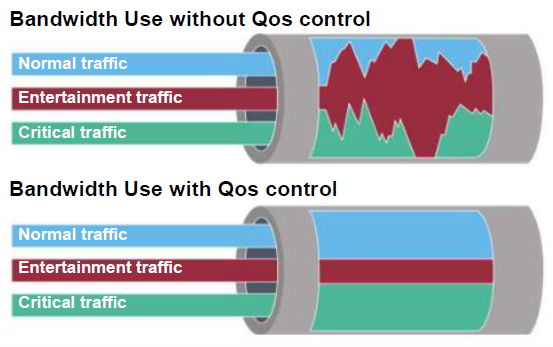 Bandwidth Use without Qos control
Normal traffic
Entertainment traffic
Critical traffic
Bandwidth Use with Qos control
Normal traffic
Entertainment traffic
Critical traffic